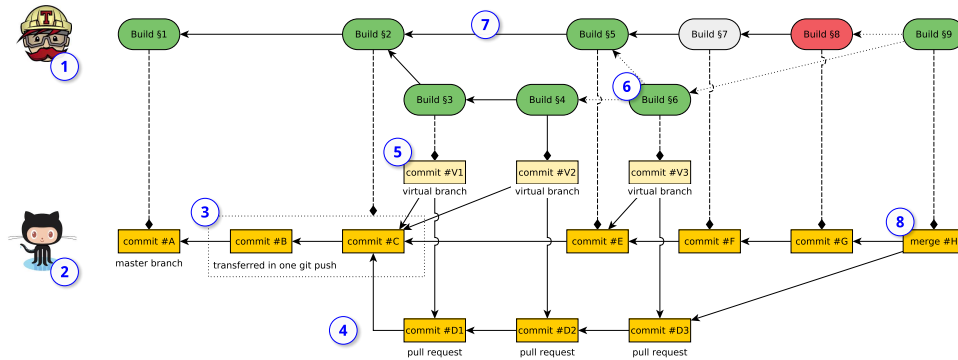 T
7
Build §1
Build §2
Build §5
Build §7
Build §8
Build §9
1
6
Build §3
Build §4
Build §6
5
commit #V1
commit #V2
commit #V3
virtual branch
virtual branch
virtual branch
3
8
commit #A
commit #B
commit #C
commit #E
commit #F
commit #G
merge #H
master branch
transferred in one git push
2
4
commit #D1
commit #D2
commit #D3
pull request
pull request
pull request